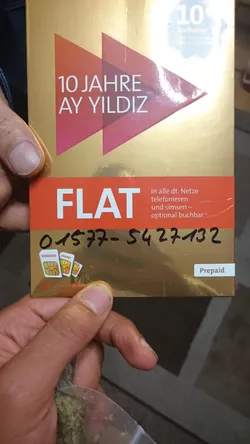 10
10 JAHRE
AY YILDIZ
FLAT
in alle dt. Netze
telefonieren
und simsen –
optional buchbar.
01577-5427132
Prepaid